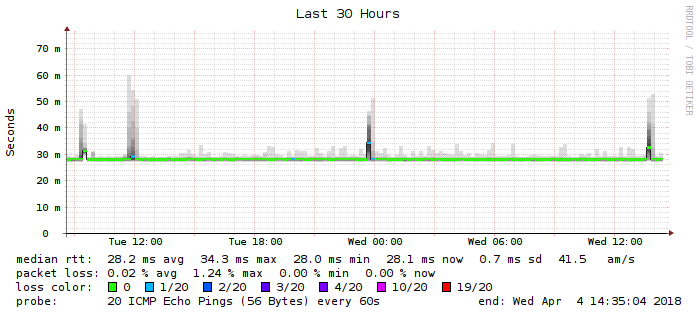 Last 30 Hours
RRDTOOL / TOBI OETIKER
Seconds
70 m
60 m
50 m
40 m
30 m
20 m
10 m
0
Tue 12:00 Tue 18:00 Wed 00:00 Wed 06:00 Wed 12:00
median rtt: 28.2 ms avg 34.3 ms max 28.0 ms min 28.1 ms now 0.7 ms sd 41.5 am/s
packet loss: 0.02 % avg 1.24 % max 0.00 % min 0.00 % now
loss color: 0 1/20 2/20 3/20 4/20 10/20 19/20
probe: 20 ICMP Echo Pings (56 Bytes) every 60s end: Wed Apr 4 14:35:04 2018